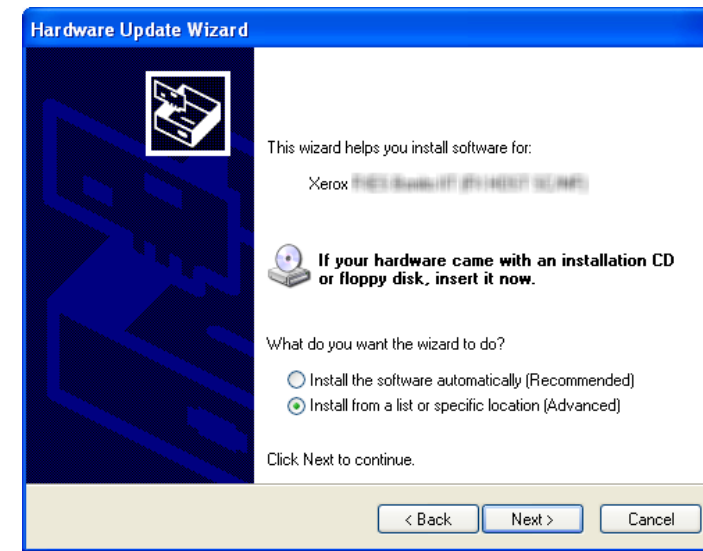 Hardware Update Wizard
This wizard helps you install software for:
Xerox
If your hardware came with an installation CD
or floppy disk, insert it now.
What do you want the wizard to do?
Install the software automatically (Recommended)
Install from a list or specific location (Advanced)
Click Next to continue.
< Back Next > Cancel